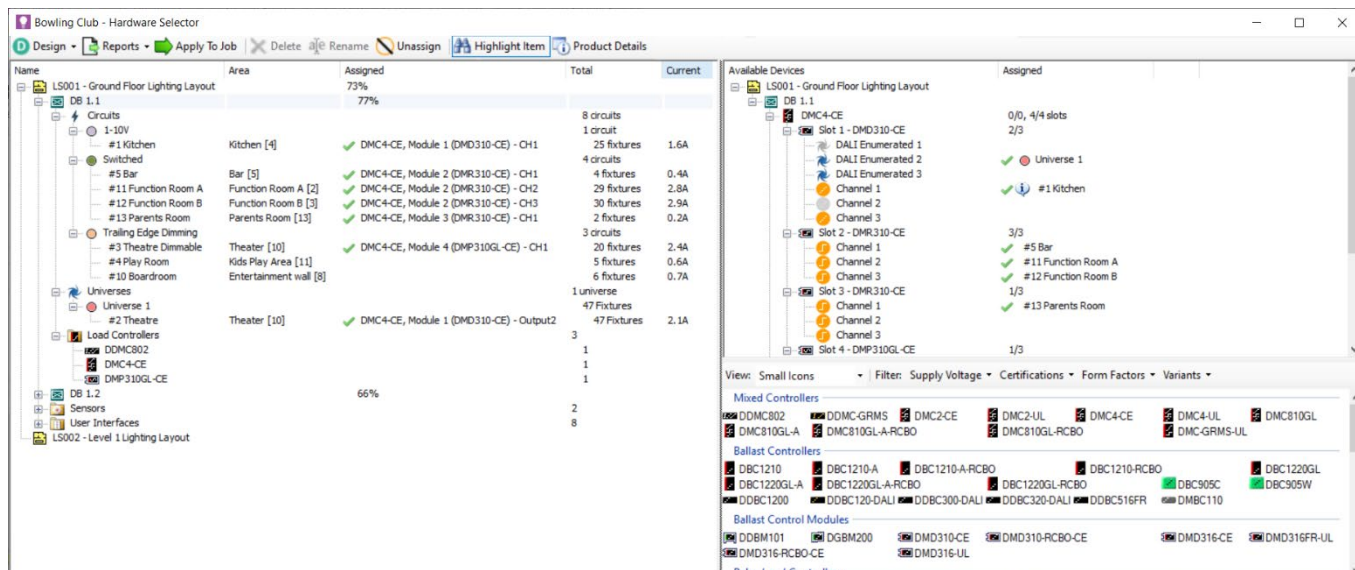 Bowling Club - Hardware Selector
Design Reports Apply To Job Delete Rename Unassign Highlight Item Product Details
Name Area Assigned Total Current
LS001 - Ground Floor Lighting Layout 73%
DB 1.1 77%
Circuits 8 circuits
1-10V 1 circuit
#1 Kitchen Kitchen [4] DMC4-CE, Module 1 (DMD310-CE) - CH1 25 fixtures 1.6A
Switched 4 circuits
#5 Bar Bar [5] DMC4-CE, Module 2 (DMR310-CE) - CH1 4 fixtures 0.4A
#11 Function Room A Function Room A [2] DMC4-CE, Module 2 (DMR310-CE) - CH2 29 fixtures 2.8A
#12 Function Room B Function Room B [3] DMC4-CE, Module 2 (DMR310-CE) - CH3 30 fixtures 2.9A
#13 Parents Room Parents Room [13] DMC4-CE, Module 3 (DMR310-CE) - CH1 2 fixtures 0.2A
Trailing Edge Dimming 3 circuits
#3 Theatre Dimmable Theater [10] DMC4-CE, Module 4 (DMP310GL-CE) - CH1 20 fixtures 2.4A
#4 Play Room Kids Play Area [11] 5 fixtures 0.6A
#10 Boardroom Entertainment wall [8] 6 fixtures 0.7A
Universes 1 universe
Universe 1 47 Fixtures
#2 Theatre Theater [10] DMC4-CE, Module 1 (DMD310-CE) - Output2 47 Fixtures 2.1A
Load Controllers 3
DDMC802 1
DMC4-CE 1
DMP310GL-CE 1
DB 1.2 66%
Sensors 2
User Interfaces 8
LS002 - Level 1 Lighting Layout
Available Devices Assigned
LS001 - Ground Floor Lighting Layout
DB 1.1
DMC4-CE 0/0, 4/4 slots
Slot 1 - DMD310-CE 2/3
DALI Enumerated 1
DALI Enumerated 2 Universe 1
DALI Enumerated 3
Channel 1 #1 Kitchen
Channel 2
Channel 3
Slot 2 - DMR310-CE 3/3
Channel 1 #5 Bar
Channel 2 #11 Function Room A
Channel 3 #12 Function Room B
Slot 3 - DMR310-CE 1/3
Channel 1 #13 Parents Room
Channel 2
Channel 3
Slot 4 - DMP310GL-CE 1/3
View: Small Icons Filter: Supply Voltage Certifications Form Factors Variants
Mixed Controllers
DDMC802 DDMC-GRMS DMC2-CE DMC2-UL DMC4-CE DMC4-UL DMC810GL
DMC810GL-A DMC810GL-A-RCBO DMC810GL-RCBO DMC-GRMS-UL
Ballast Controllers
DBC1210 DBC1210-A DBC1210-A-RCBO DBC1210-RCBO DBC1220GL
DBC1220GL-A DBC1220GL-A-RCBO DBC1220GL-RCBO DBC905C DBC905W
DDBC1200 DDBC120-DALI DDBC300-DALI DDBC320-DALI DDBC516FR DMBC110
Ballast Control Modules
DDBM101 DGBM200 DMD310-CE DMD310-RCBO-CE DMD316-CE DMD316FR-UL
DMD316-RCBO-CE DMD316-UL